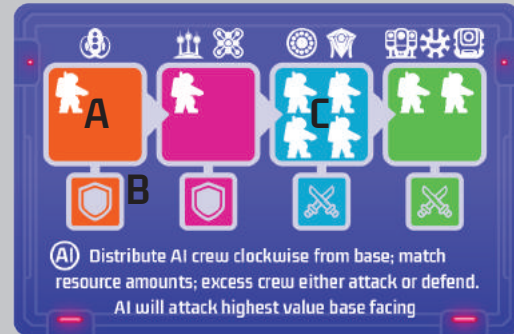 A
C
B
AI Distribute AI crew clockwise from base; match
resource amounts; excess crew either attack or defend.
AI will attack highest value base facing